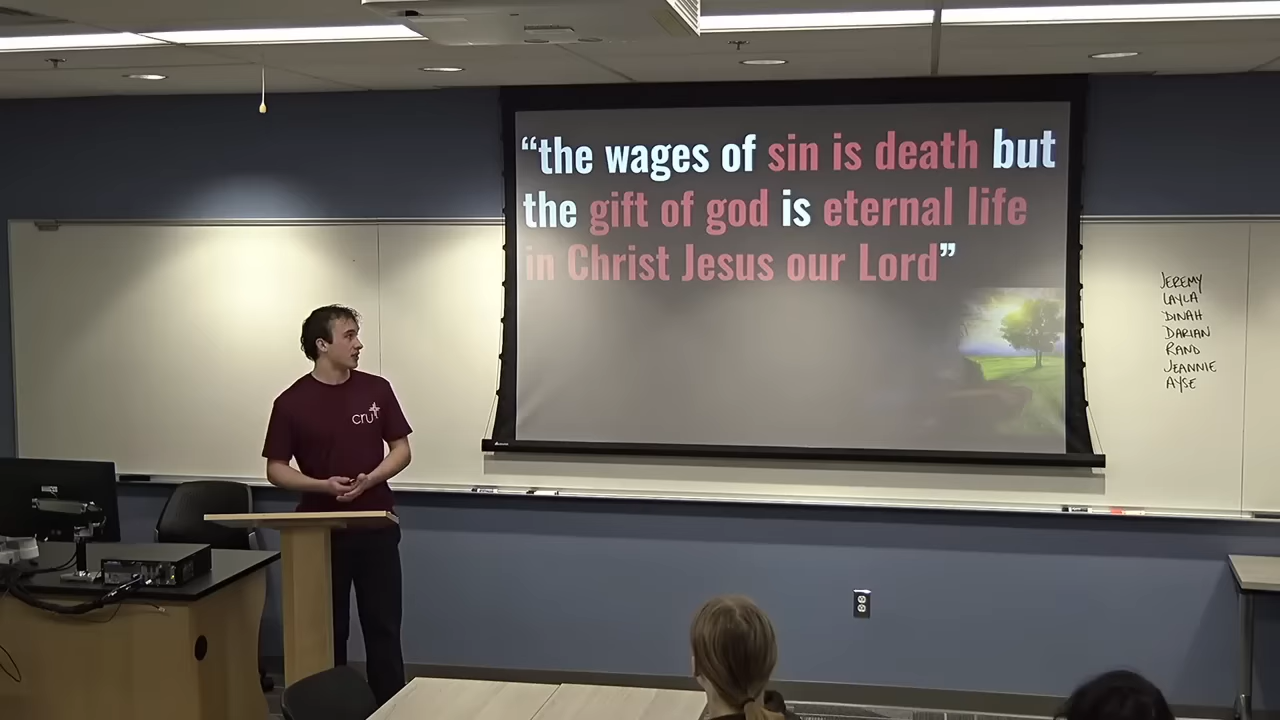 “the wages of sin is death but
the gift of god is eternal life
in Christ Jesus our Lord”
cru
JEREMY
LAYLA
DINAH
DARIAN
RAND
JEANNIE
AYSE